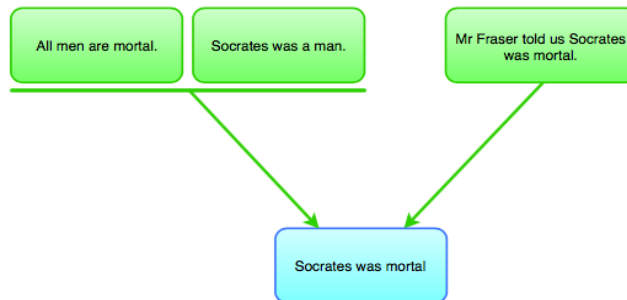 All men are mortal.
Socrates was a man.
Mr Fraser told us Socrates
was mortal.
Socrates was mortal